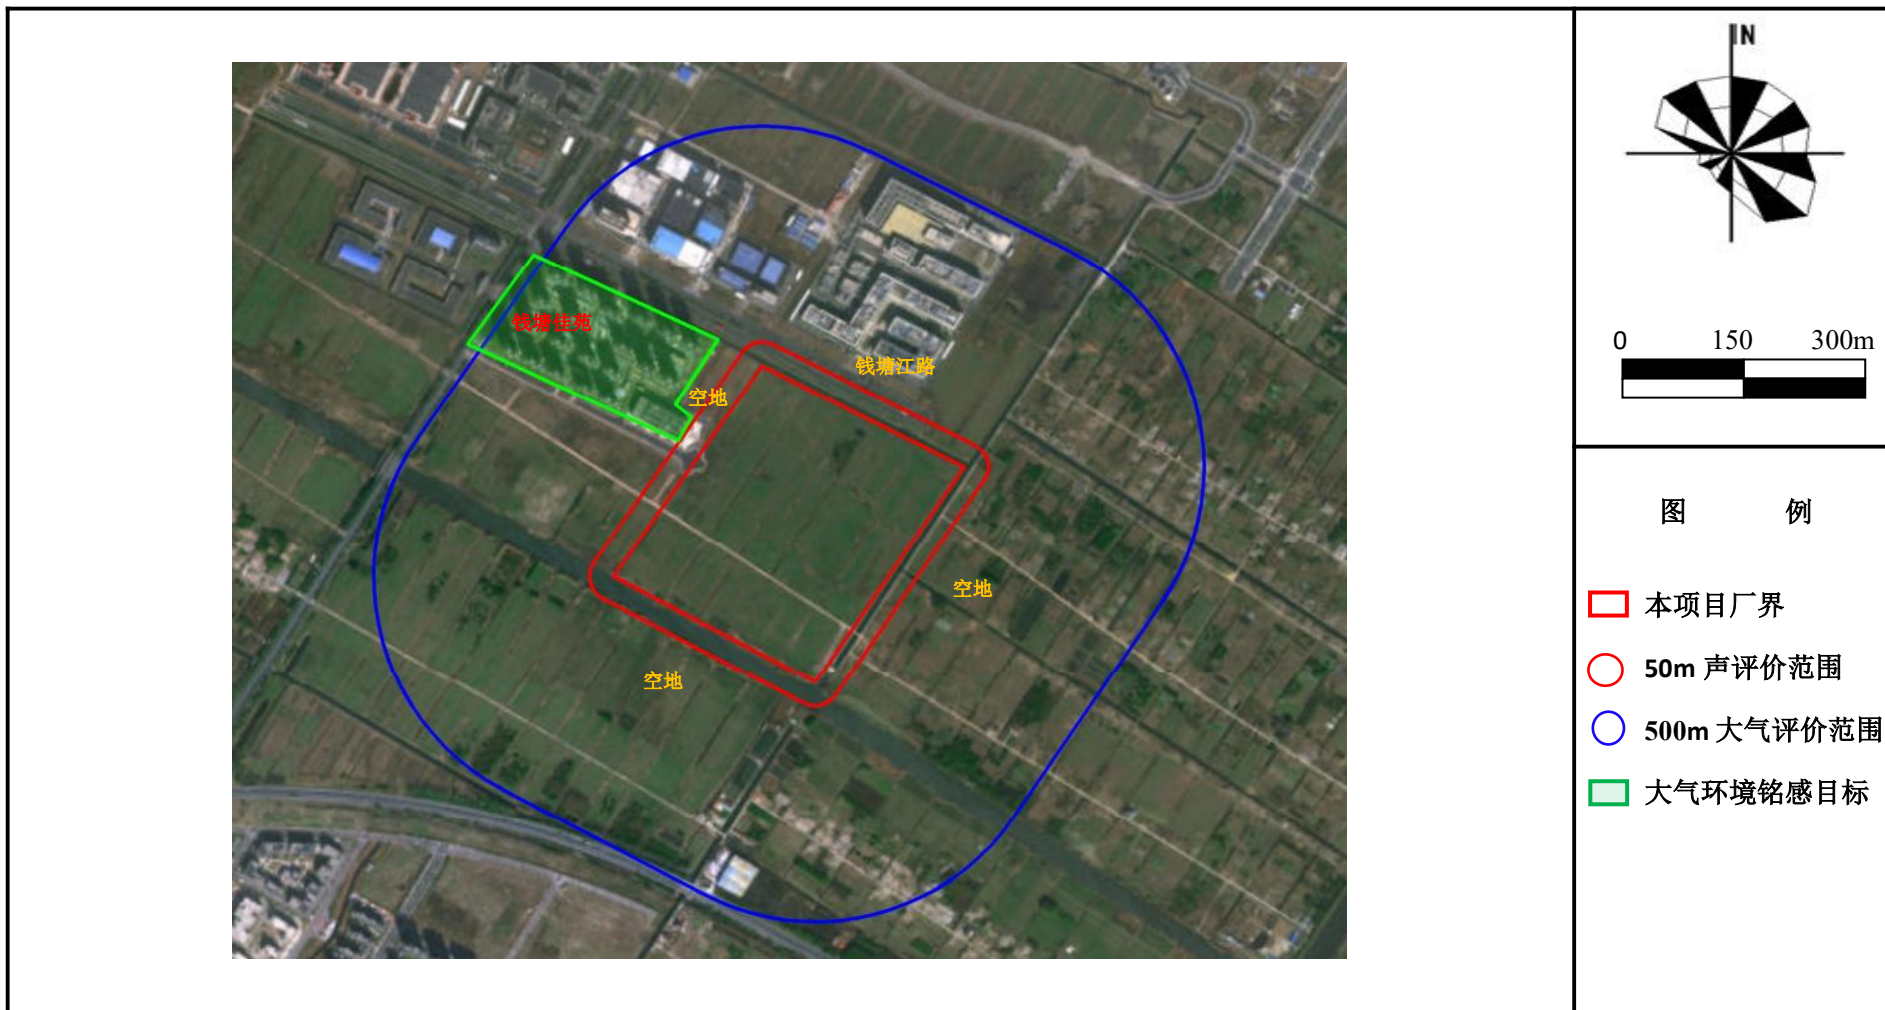 N
0 150 300m
钱塘佳苑
钱塘江路
空地
空地
空地
图 例
本项目厂界
50m 声评价范围
500m 大气评价范围
大气环境铭感目标